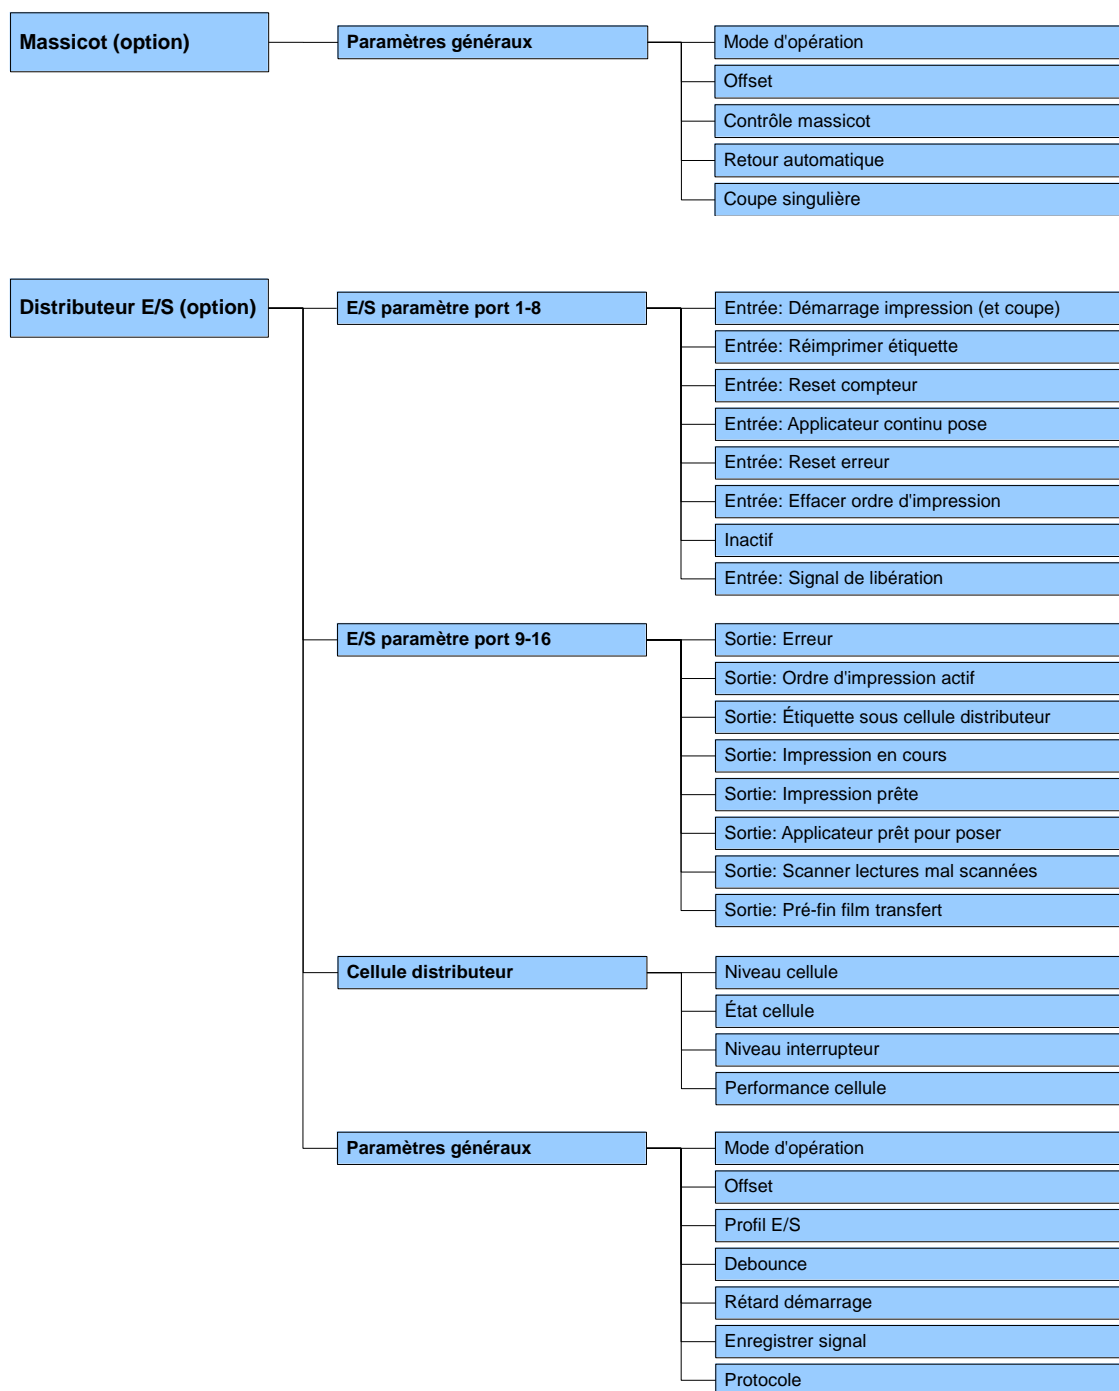 Massicot (option)
Paramètres généraux
Mode d'opération
Offset
Contrôle massicot
Retour automatique
Coupe singulière
Distributeur E/S (option)
E/S paramètre port 1-8
Entrée: Démarrage impression (et coupe)
Entrée: Réimprimer étiquette
Entrée: Reset compteur
Entrée: Applicateur continu pose
Entrée: Reset erreur
Entrée: Effacer ordre d'impression
Inactif
Entrée: Signal de libération
E/S paramètre port 9-16
Sortie: Erreur
Sortie: Ordre d'impression actif
Sortie: Étiquette sous cellule distributeur
Sortie: Impression en cours
Sortie: Impression prête
Sortie: Applicateur prêt pour poser
Sortie: Scanner lectures mal scannées
Sortie: Pré-fin film transfert
Cellule distributeur
Niveau cellule
État cellule
Niveau interrupteur
Performance cellule
Paramètres généraux
Mode d'opération
Offset
Profil E/S
Debounce
Rétard démarrage
Enregistrer signal
Protocole